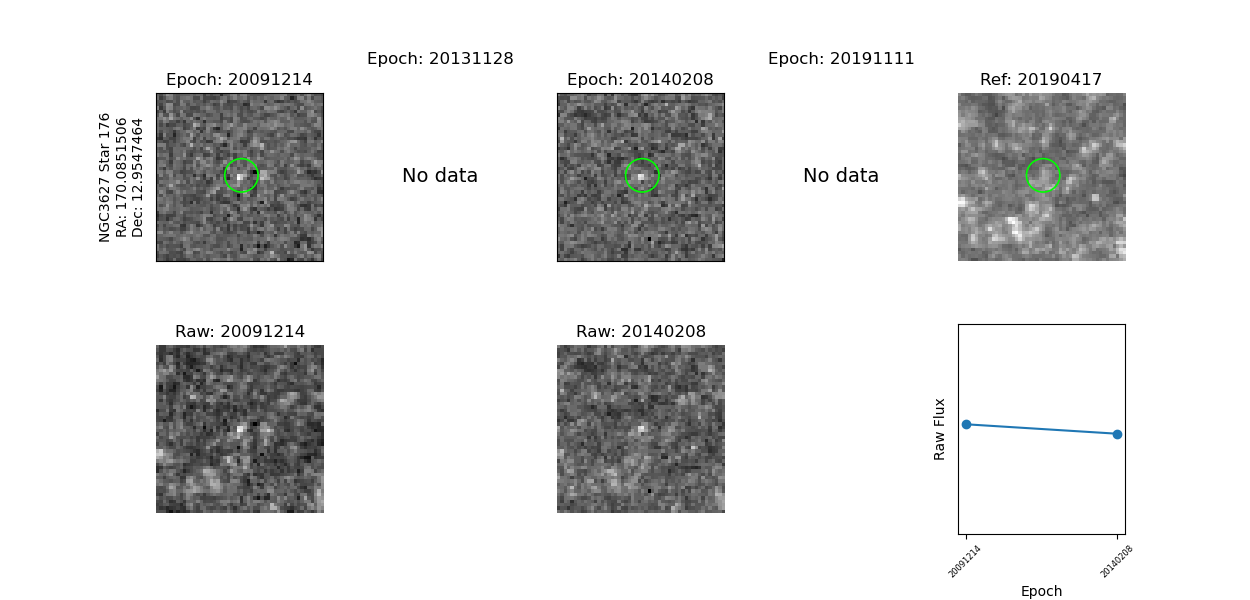 Epoch: 20131128
Epoch: 20191111
Epoch: 20091214
Epoch: 20140208
Ref: 20190417
NGC3627 Star 176
RA: 170.0851506
Dec: 12.9547464
No data
No data
Raw: 20091214
Raw: 20140208
Raw Flux
20091214
20140208
Epoch